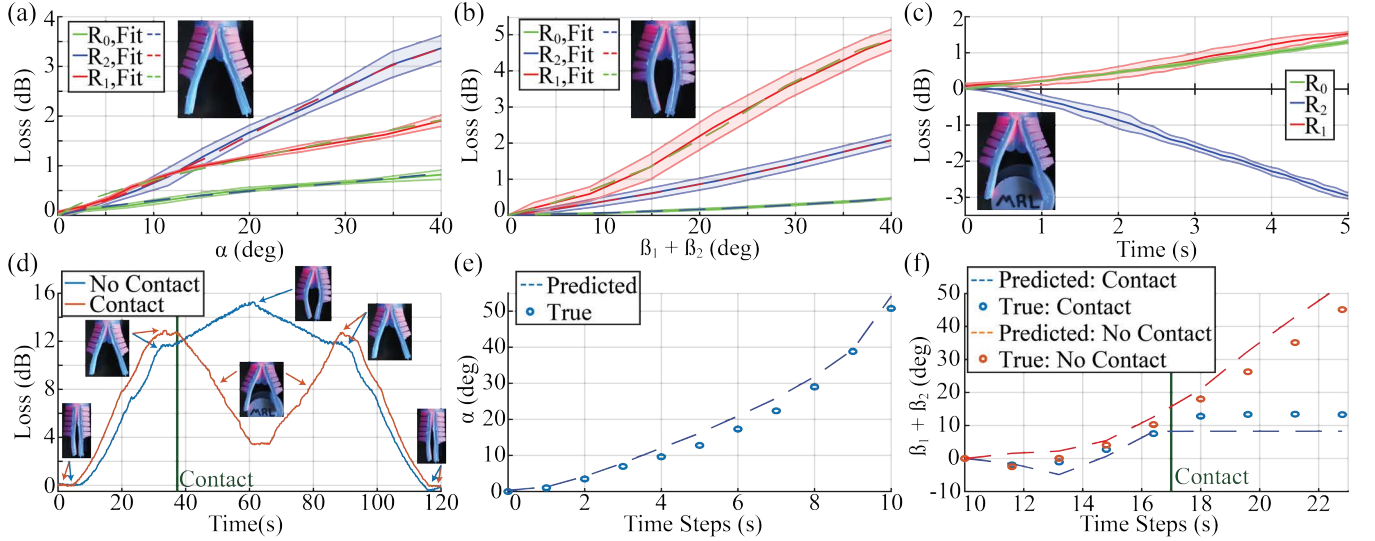 (a)
4
3
2
1
0
Loss (dB)
R₀,Fit
R₂,Fit
R₁,Fit
0 10 20 30 40
α (deg)
(b)
5
4
3
2
1
0
Loss (dB)
R₀,Fit
R₂,Fit
R₁,Fit
0 10 20 30 40
ß₁ + ß₂ (deg)
(c)
2
1
0
-1
-2
-3
Loss (dB)
R₀
R₂
R₁
MRL
0 1 2 3 4 5
Time (s)
(d)
16
12
8
4
0
Loss (dB)
No Contact
Contact
MRL
Contact
0 20 40 60 80 100 120
Time(s)
(e)
50
40
30
20
10
0
α (deg)
Predicted
True
0 2 4 6 8 10
Time Steps (s)
(f)
50
40
30
20
10
0
-10
ß₁ + ß₂ (deg)
Predicted: Contact
True: Contact
Predicted: No Contact
True: No Contact
Contact
10 12 14 16 18 20 22
Time Steps (s)